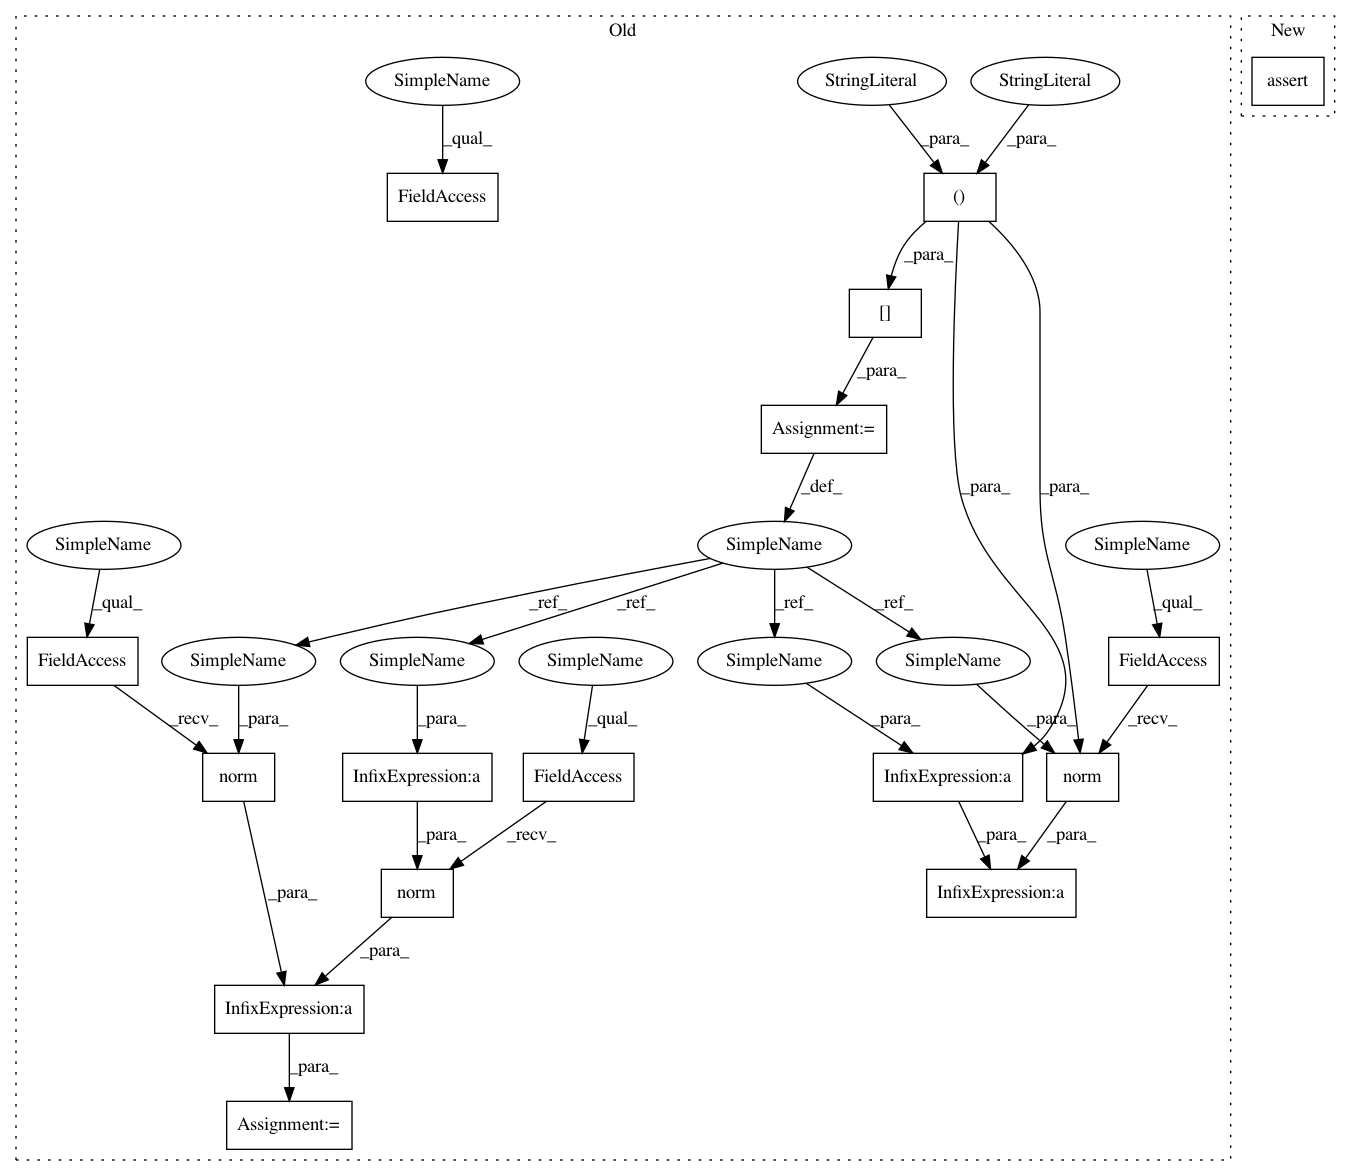 Old
New
SimpleName
StringLiteral
StringLiteral
assert
_qual_
_para_
_para_
FieldAccess
()
_para_
[]
_para_
_para_
_para_
Assignment:=
_def_
SimpleName
SimpleName
SimpleName
_qual_
_ref_
_ref_
_ref_
_ref_
_qual_
FieldAccess
SimpleName
SimpleName
SimpleName
SimpleName
SimpleName
FieldAccess
_recv_
_para_
_para_
_qual_
_para_
_para_
_recv_
norm
InfixExpression:a
FieldAccess
InfixExpression:a
norm
_para_
_recv_
_para_
_para_
_para_
norm
InfixExpression:a
_para_
InfixExpression:a
_para_
Assignment:=